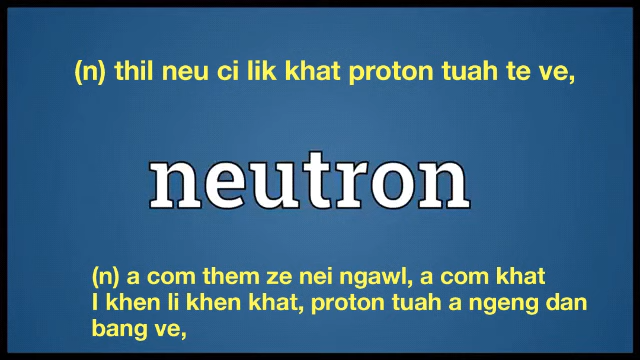 (n) thil neu ci lik khat proton tuah te ve,
neutron
(n) a com them ze nei ngawl, a com khat
I khen li khen khat, proton tuah a ngeng dan
bang ve,